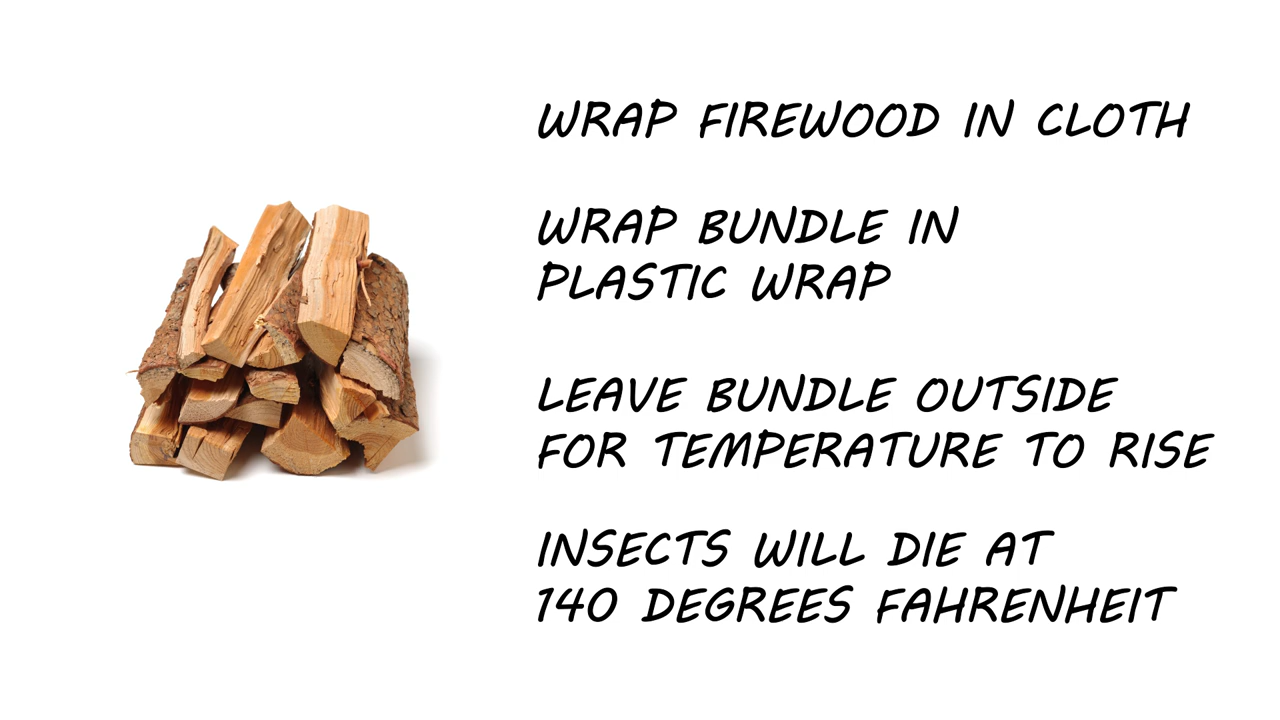 WRAP FIREWOOD IN CLOTH
WRAP BUNDLE IN
PLASTIC WRAP
LEAVE BUNDLE OUTSIDE
FOR TEMPERATURE TO RISE
INSECTS WILL DIE AT
140 DEGREES FAHRENHEIT